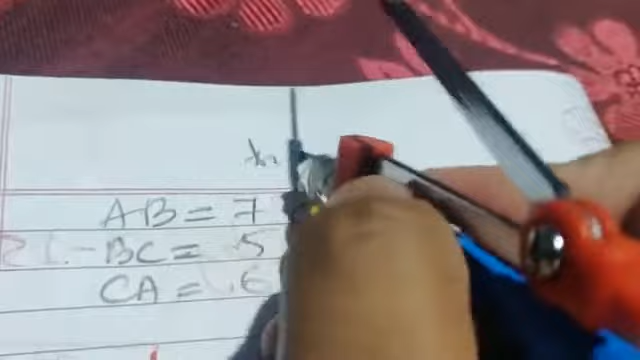 AB = 7
BC = 5
CA = 6